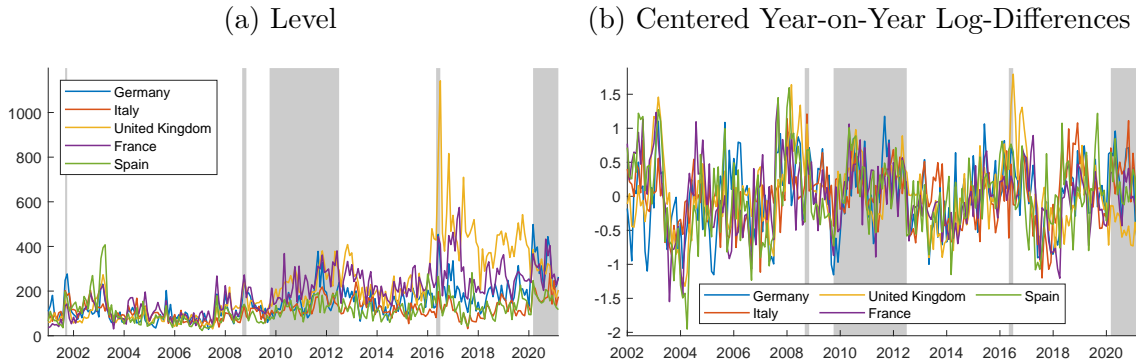 (a) Level
1000
800
600
400
200
0
Germany
Italy
United Kingdom
France
Spain
2002 2004 2006 2008 2010 2012 2014 2016 2018 2020
(b) Centered Year-on-Year Log-Differences
1.5
1
0.5
0
-0.5
-1
-1.5
-2
Germany United Kingdom Spain
Italy France
2002 2004 2006 2008 2010 2012 2014 2016 2018 2020